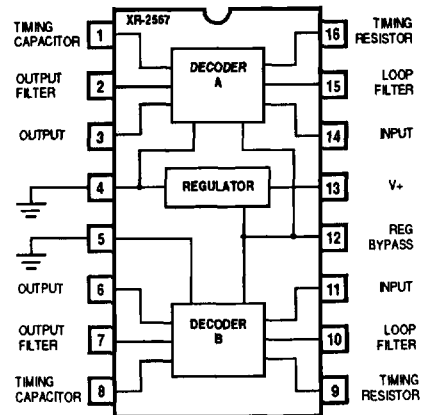 XR-2567
TIMING
CAPACITOR
1
16
TIMING
RESISTOR
DECODER
A
OUTPUT
FILTER
2
15
LOOP
FILTER
OUTPUT
3
14
INPUT
4
REGULATOR
13
V+
5
12
REG
BYPASS
OUTPUT
6
11
INPUT
DECODER
B
OUTPUT
FILTER
7
10
LOOP
FILTER
TIMING
CAPACITOR
8
9
TIMING
RESISTOR